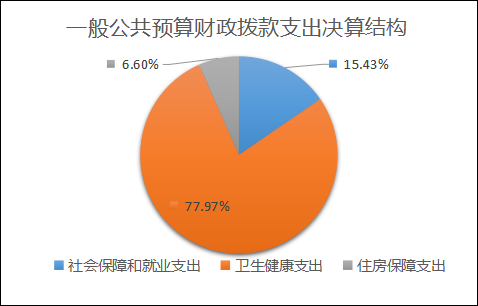 一般公共预算财政拨款支出决算结构
6.60%
15.43%
77.97%
社会保障和就业支出 卫生健康支出 住房保障支出